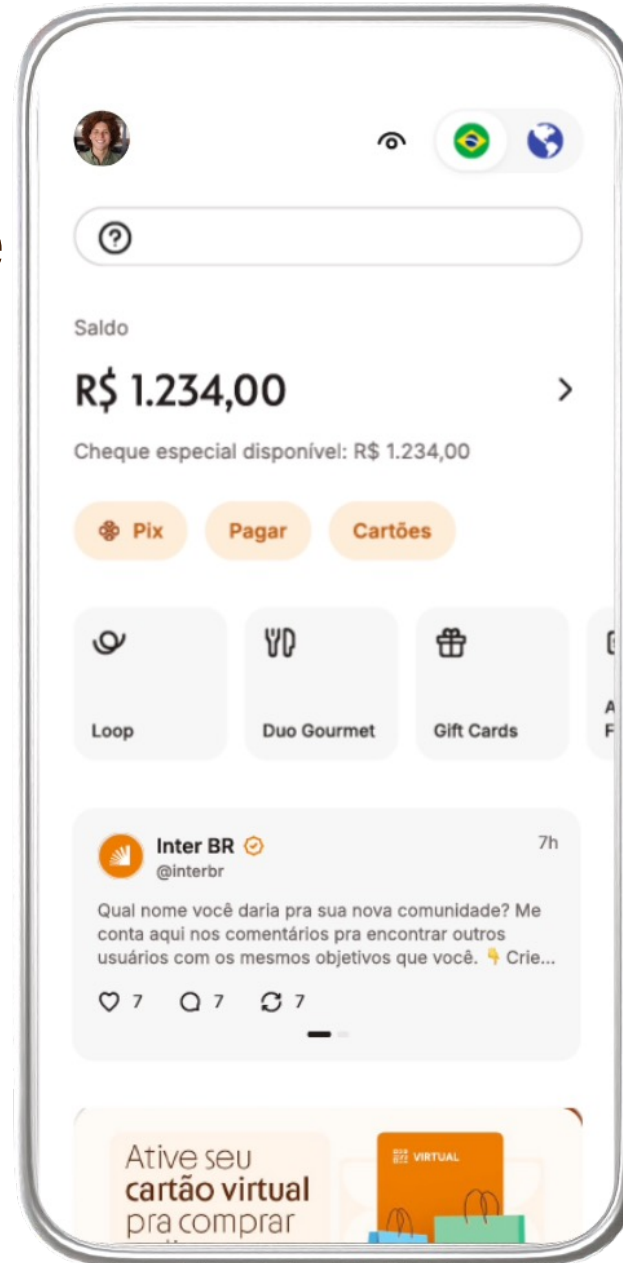 Saldo
R$ 1.234,00
Cheque especial disponível: R$ 1.234,00
Pix Pagar Cartões
Loop Duo Gourmet Gift Cards
Inter BR 7h
@interbr
Qual nome você daria pra sua nova comunidade? Me
conta aqui nos comentários pra encontrar outros
usuários com os mesmos objetivos que você. 👇 Crie...
7 7 7
Ative seu
cartão virtual
pra comprar
VIRTUAL